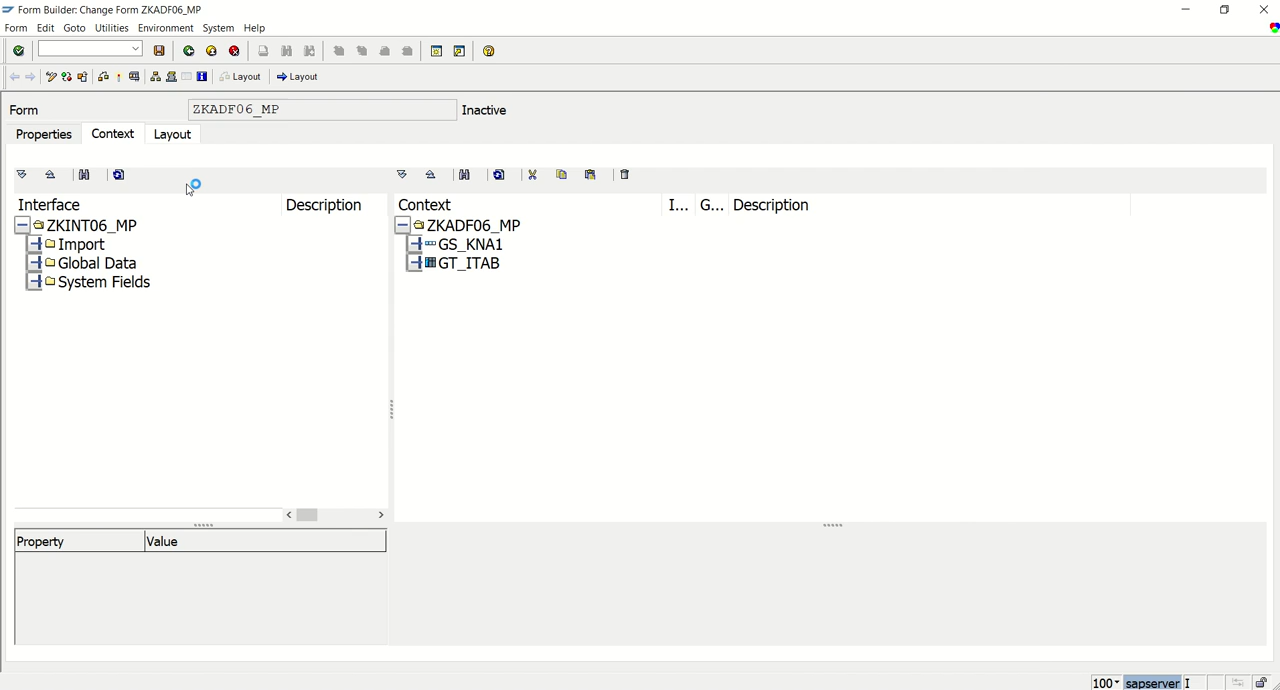 Form Builder: Change Form ZKADF06_MP
Form Edit Goto Utilities Environment System Help
Layout Layout
Form ZKADF06_MP Inactive
Properties Context Layout
Interface Description Context I... G... Description
ZKINT06_MP ZKADF06_MP
Import GS_KNA1
Global Data GT_ITAB
System Fields
Property Value
100 sapserver I